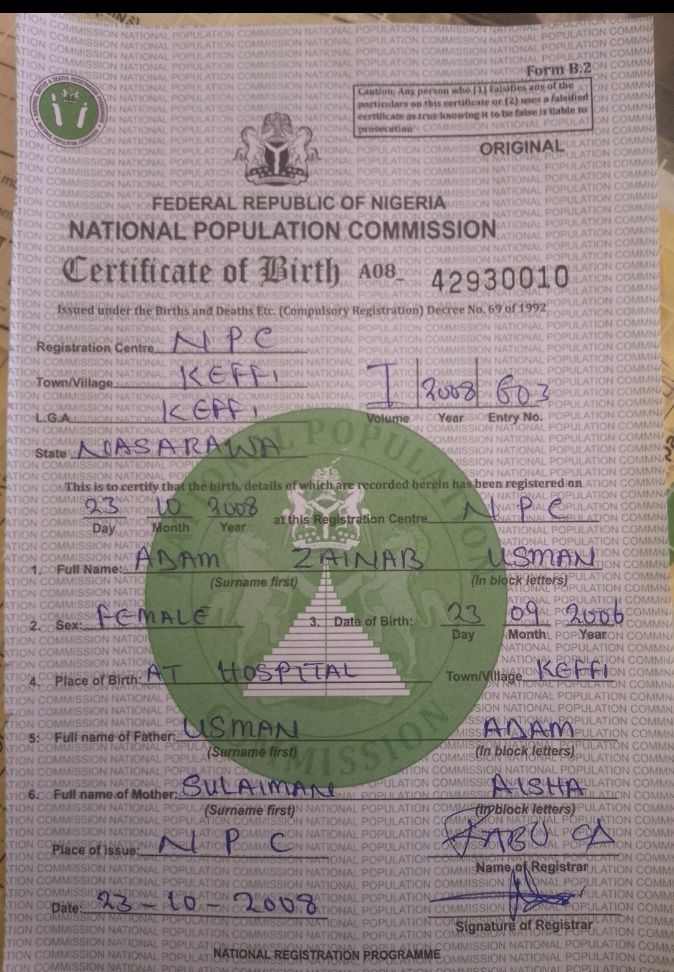 Form B.2
Caution: Any person who (1) falsifies any of the
particulars on this certificate or (2) uses a falsified
certificate as true knowing it to be false is liable to
prosecution
ORIGINAL
FEDERAL REPUBLIC OF NIGERIA
NATIONAL POPULATION COMMISSION
Certificate of Birth A08_ 42930010
Issued under the Births and Deaths Etc. (Compulsory Registration) Decree No. 69 of 1992
Registration Centre NPC
Town/Village KEFFI
I 2008 603
L.G.A KEFFI
Volume Year Entry No.
State NASARAWA
This is to certify that the birth, details of which are recorded herein has been registered on
23 10 2008 at this Registration Centre NPC
Day Month Year
1. Full Name: ADAM ZAINAB USMAN
(Surname first) (In block letters)
2. Sex: FEMALE 3. Date of Birth: 23 09 2006
Day Month Year
4. Place of Birth: AT HOSPITAL Town/Village KEFFI
5: Full name of Father: USMAN ADAM
(Surname first) (In block letters)
6. Full name of Mother: SULAIMAN AISHA
(Surname first) (In block letters)
Place of issue: NPC
Name of Registrar
Date: 23-10-2008
Signature of Registrar
NATIONAL REGISTRATION PROGRAMME